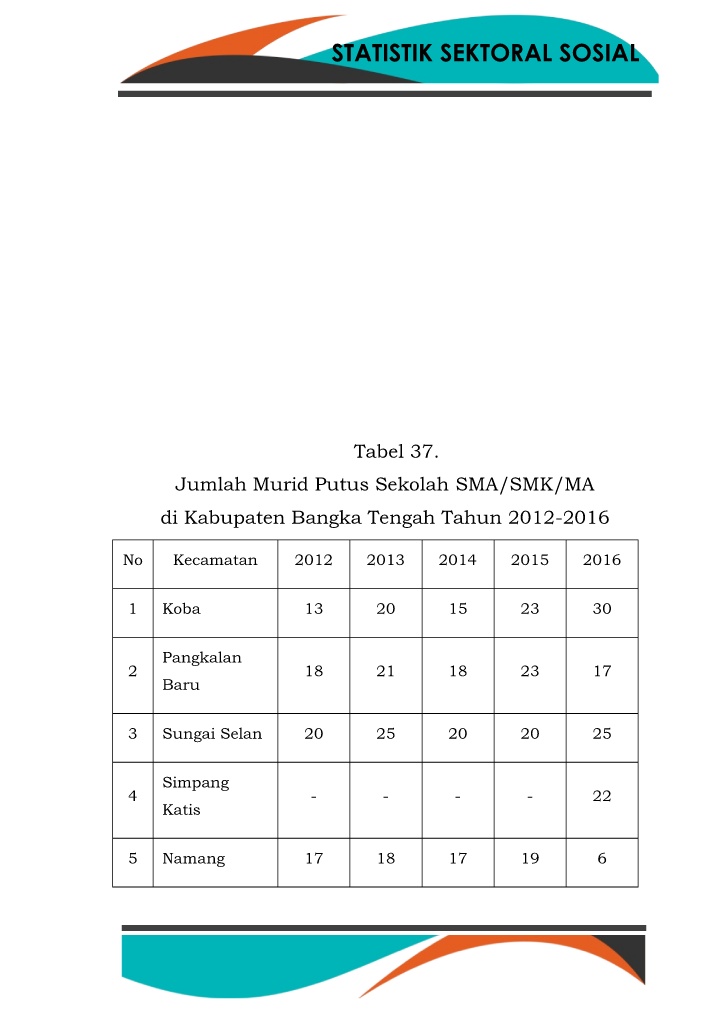 STATISTIK SEKTORAL SOSIAL
Tabel 37.
Jumlah Murid Putus Sekolah SMA/SMK/MA
di Kabupaten Bangka Tengah Tahun 2012-2016
No Kecamatan 2012 2013 2014 2015 2016
1 Koba 13 20 15 23 30
2 Pangkalan Baru 18 21 18 23 17
3 Sungai Selan 20 25 20 20 25
4 Simpang Katis - - - - 22
5 Namang 17 18 17 19 6